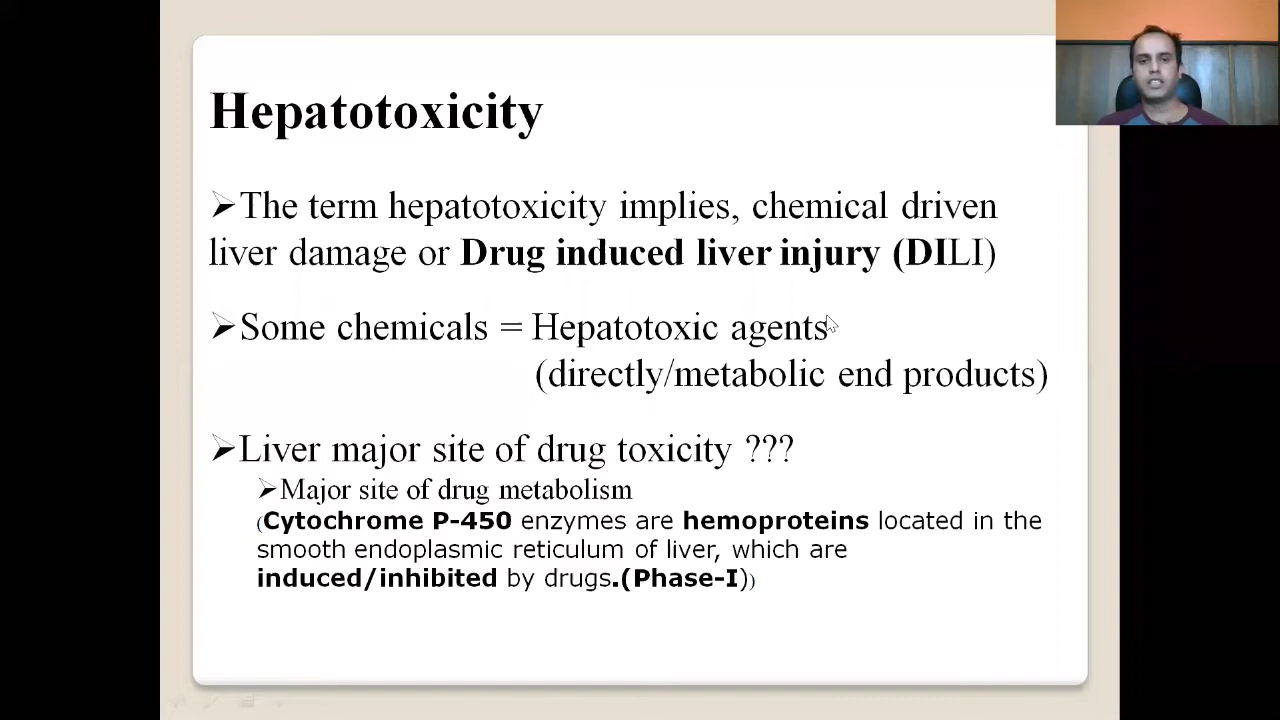 Hepatotoxicity
➢The term hepatotoxicity implies, chemical driven
liver damage or Drug induced liver injury (DILI)
➢Some chemicals = Hepatotoxic agents
(directly/metabolic end products)
➢Liver major site of drug toxicity ???
➢Major site of drug metabolism
(Cytochrome P-450 enzymes are hemoproteins located in the
smooth endoplasmic reticulum of liver, which are
induced/inhibited by drugs.(Phase-I))